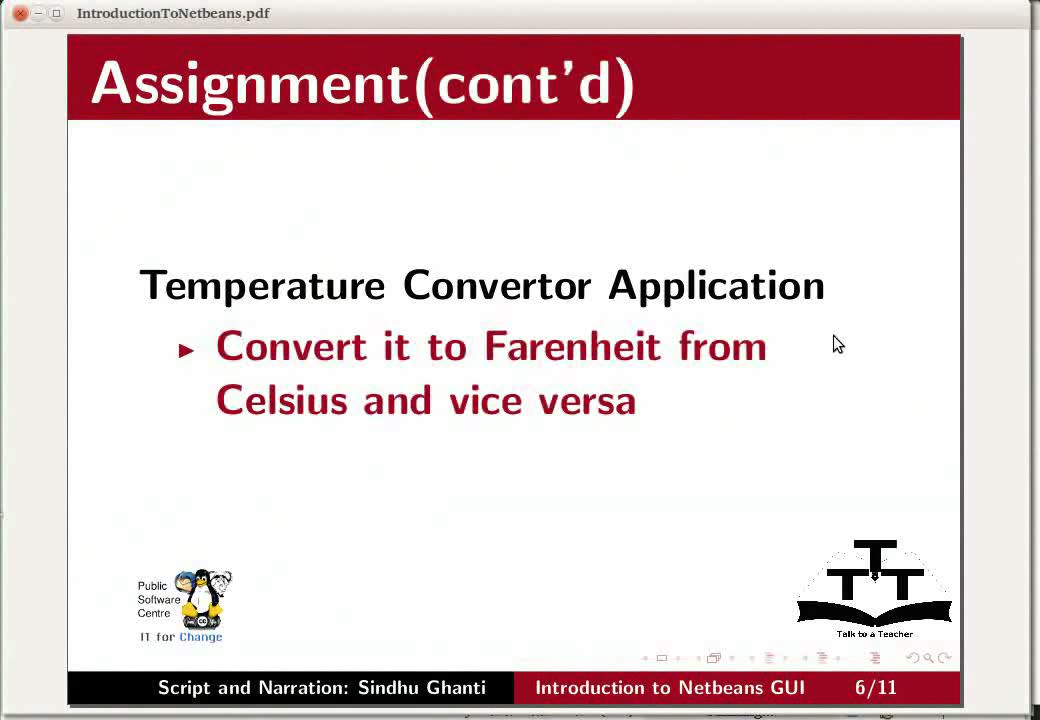 IntroductionToNetbeans.pdf
Assignment(cont'd)
Temperature Convertor Application
Convert it to Farenheit from
Celsius and vice versa
Public
Software
Centre
IT for Change
T T T
Talk to a Teacher
Script and Narration: Sindhu Ghanti
Introduction to Netbeans GUI 6/11